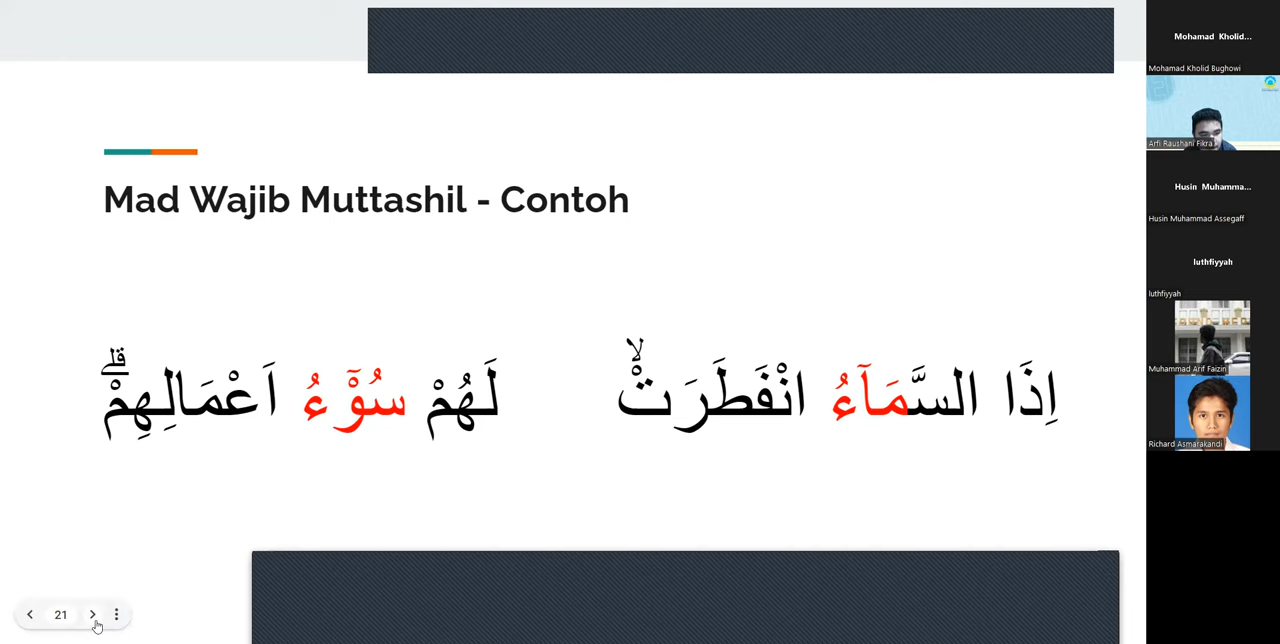 Mad Wajib Muttashil - Contoh
اِذَا السَّمَآءُ انْفَطَرَتْۙ
لَهُمْ سُوْۤءُ اَعْمَالِهِمْۗ
21
Mohamad Kholid...
Mohamad Kholid Bughowi
Arfi Raushani Fikra
Husin Muhamma...
Husin Muhammad Assegaff
luthfiyyah
luthfiyyah
Muhammad Arif Faizin
Richard Asmarakandi